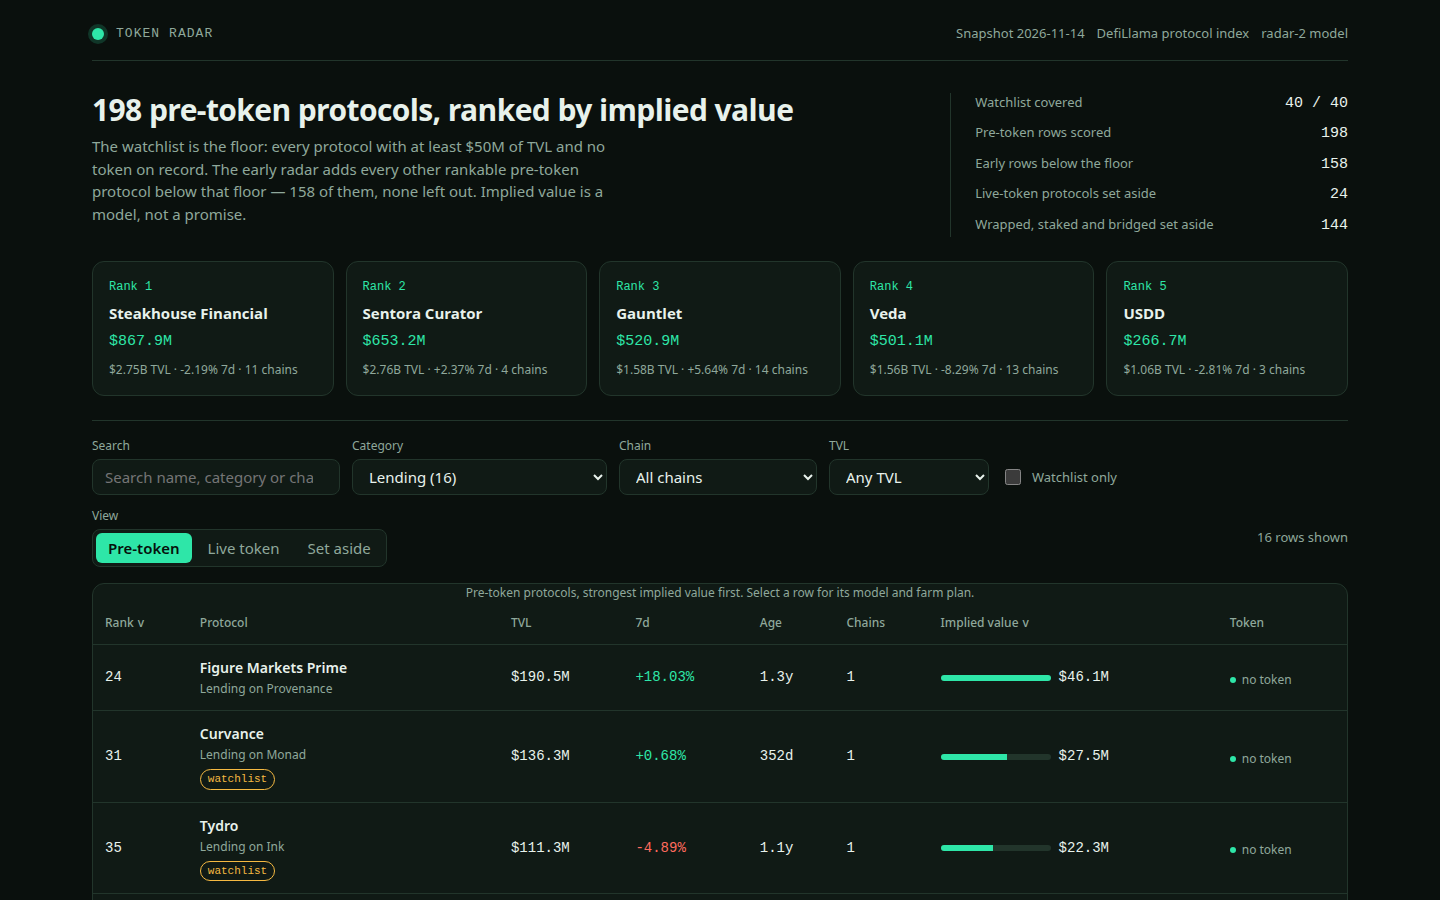 TOKEN RADAR
Snapshot 2026-11-14 DefiLlama protocol index radar-2 model
198 pre-token protocols, ranked by implied value
The watchlist is the floor: every protocol with at least $50M of TVL and no
token on record. The early radar adds every other rankable pre-token
protocol below that floor — 158 of them, none left out. Implied value is a
model, not a promise.
Watchlist covered 40 / 40
Pre-token rows scored 198
Early rows below the floor 158
Live-token protocols set aside 24
Wrapped, staked and bridged set aside 144
Rank 1
Steakhouse Financial
$867.9M
$2.75B TVL · -2.19% 7d · 11 chains
Rank 2
Sentora Curator
$653.2M
$2.76B TVL · +2.37% 7d · 4 chains
Rank 3
Gauntlet
$520.9M
$1.58B TVL · +5.64% 7d · 14 chains
Rank 4
Veda
$501.1M
$1.56B TVL · -8.29% 7d · 13 chains
Rank 5
USDD
$266.7M
$1.06B TVL · -2.81% 7d · 3 chains
Search Category Chain TVL
Search name, category or cha Lending (16) All chains Any TVL Watchlist only
View
Pre-token Live token Set aside 16 rows shown
Pre-token protocols, strongest implied value first. Select a row for its model and farm plan.
Rank v Protocol TVL 7d Age Chains Implied value v Token
24 Figure Markets Prime $190.5M +18.03% 1.3y 1 $46.1M no token
Lending on Provenance
31 Curvance $136.3M +0.68% 352d 1 $27.5M no token
Lending on Monad
watchlist
35 Tydro $111.3M -4.89% 1.1y 1 $22.3M no token
Lending on Ink
watchlist